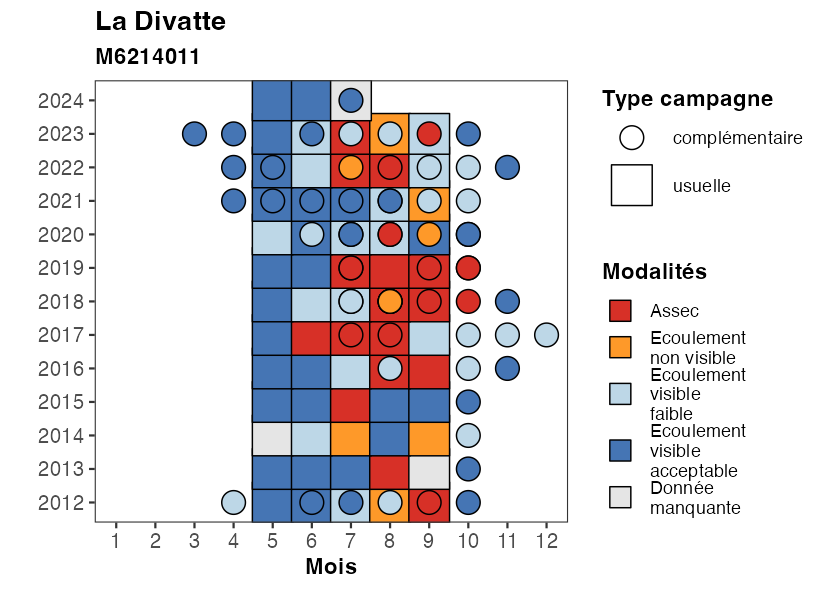 La Divatte
M6214011
2024
2023
2022
2021
2020
2019
2018
2017
2016
2015
2014
2013
2012
1 2 3 4 5 6 7 8 9 10 11 12
Mois
Type campagne
complémentaire
usuelle
Modalités
Assec
Ecoulement
non visible
Ecoulement
visible
faible
Ecoulement
visible
acceptable
Donnée
manquante